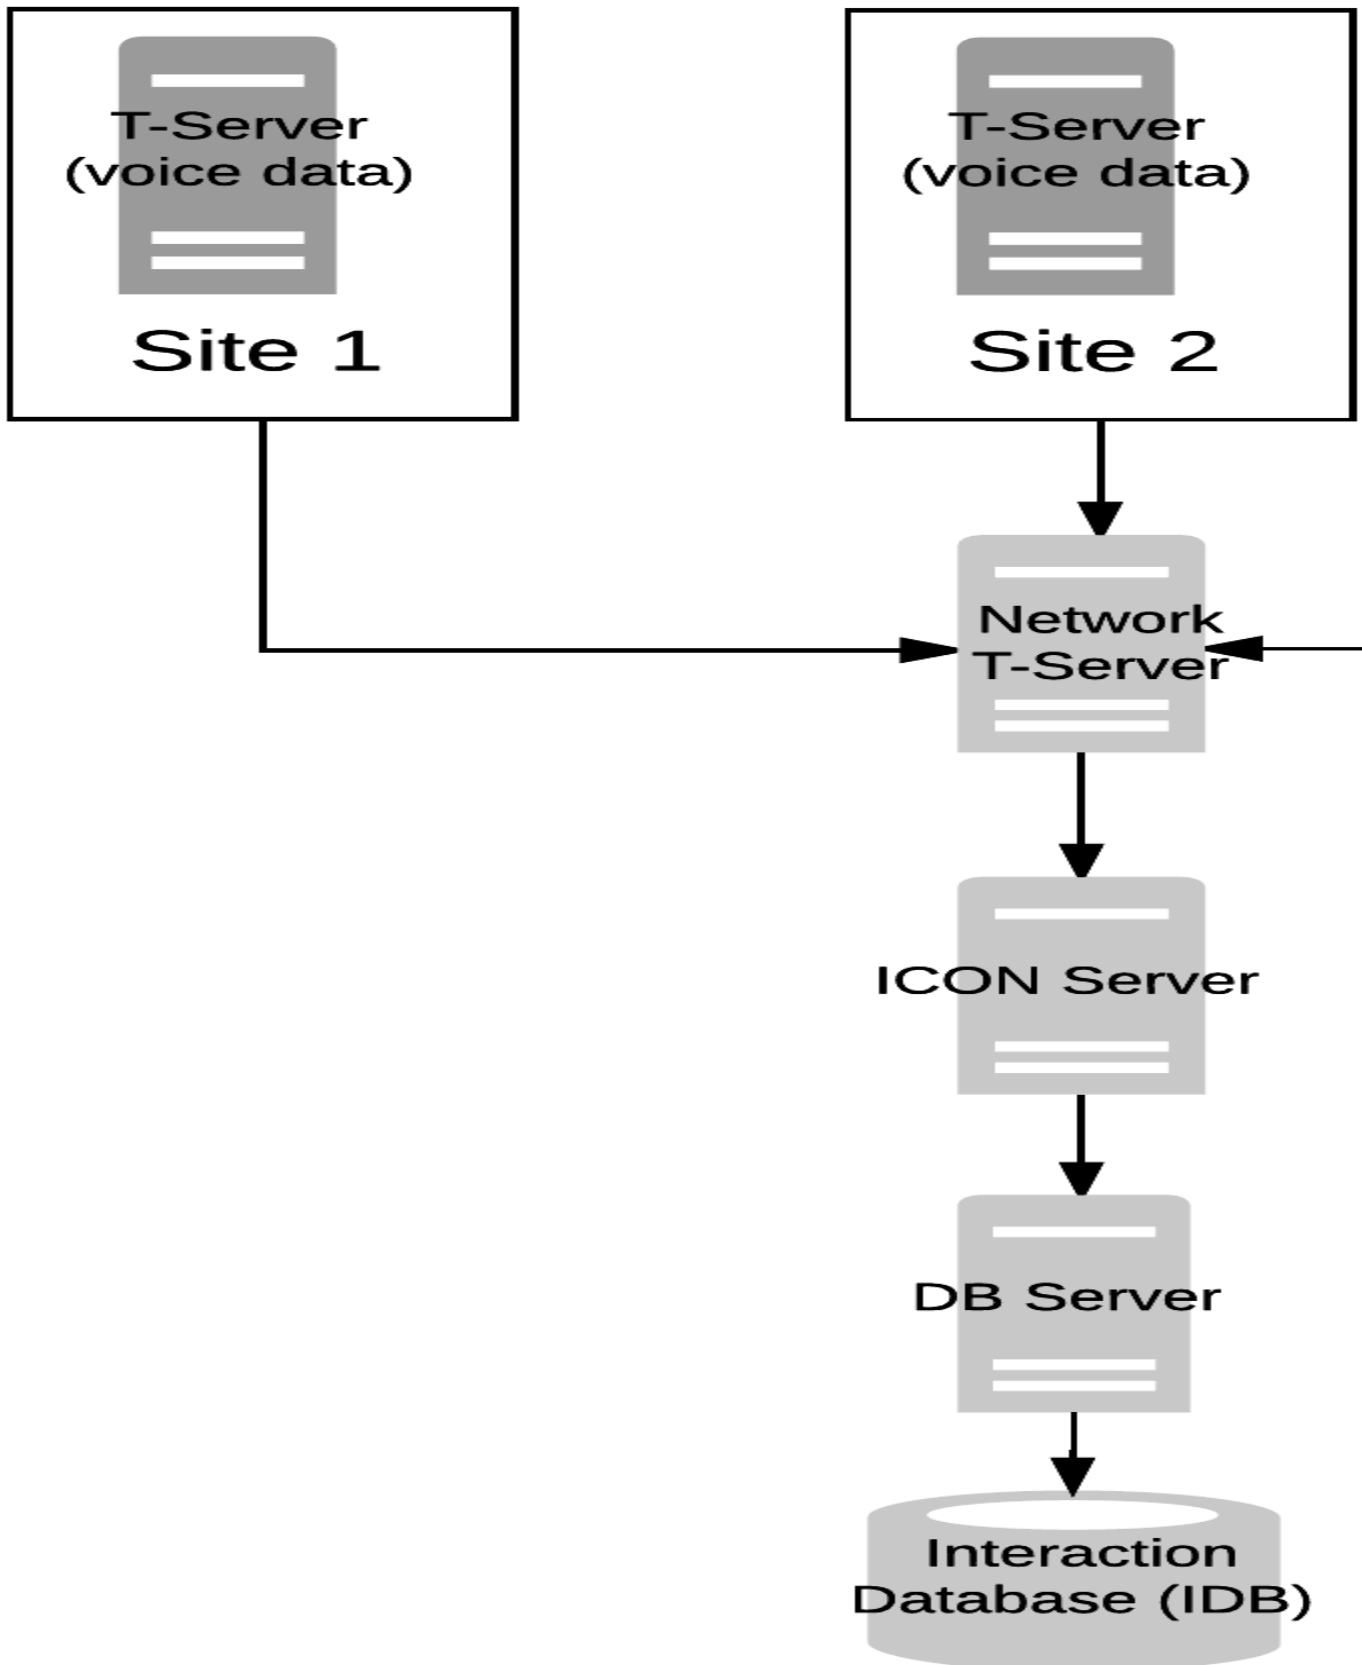 T-Server
(voice data)
Site 1
T-Server
(voice data)
Site 2
Network
T-Server
ICON Server
DB Server
Interaction
Database (IDB)